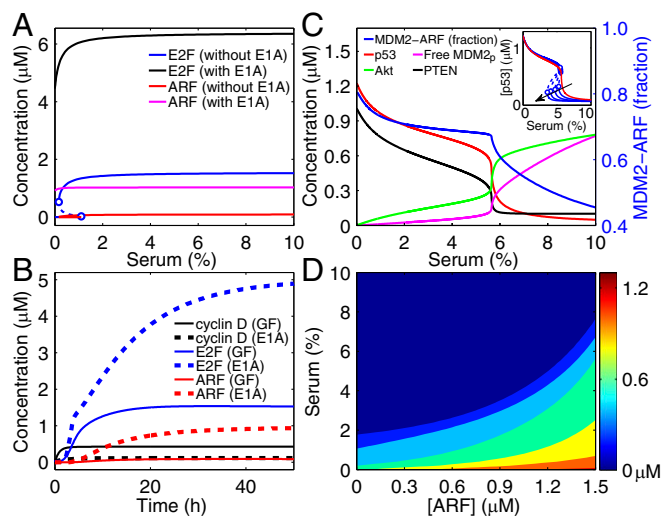 A
Concentration (μM)
6
4
2
0
E2F (without E1A)
E2F (with E1A)
ARF (without E1A)
ARF (with E1A)
0 2 4 6 8 10
Serum (%)
C
Concentration (μM)
1.5
1.2
0.9
0.6
0.3
0
MDM2-ARF (fraction)
p53
Free MDM2p
Akt
PTEN
[p53]
1
0
0 5 10
Serum (%)
1.0
0.8
0.6
0.4
MDM2-ARF (fraction)
0 2 4 6 8 10
Serum (%)
B
Concentration (μM)
5
4
3
2
1
0
cyclin D (GF)
cyclin D (E1A)
E2F (GF)
E2F (E1A)
ARF (GF)
ARF (E1A)
0 20 40
Time (h)
D
Serum (%)
10
8
6
4
2
0
0 0.3 0.6 0.9 1.2 1.5
[ARF] (μM)
1.2
0.6
0 μM